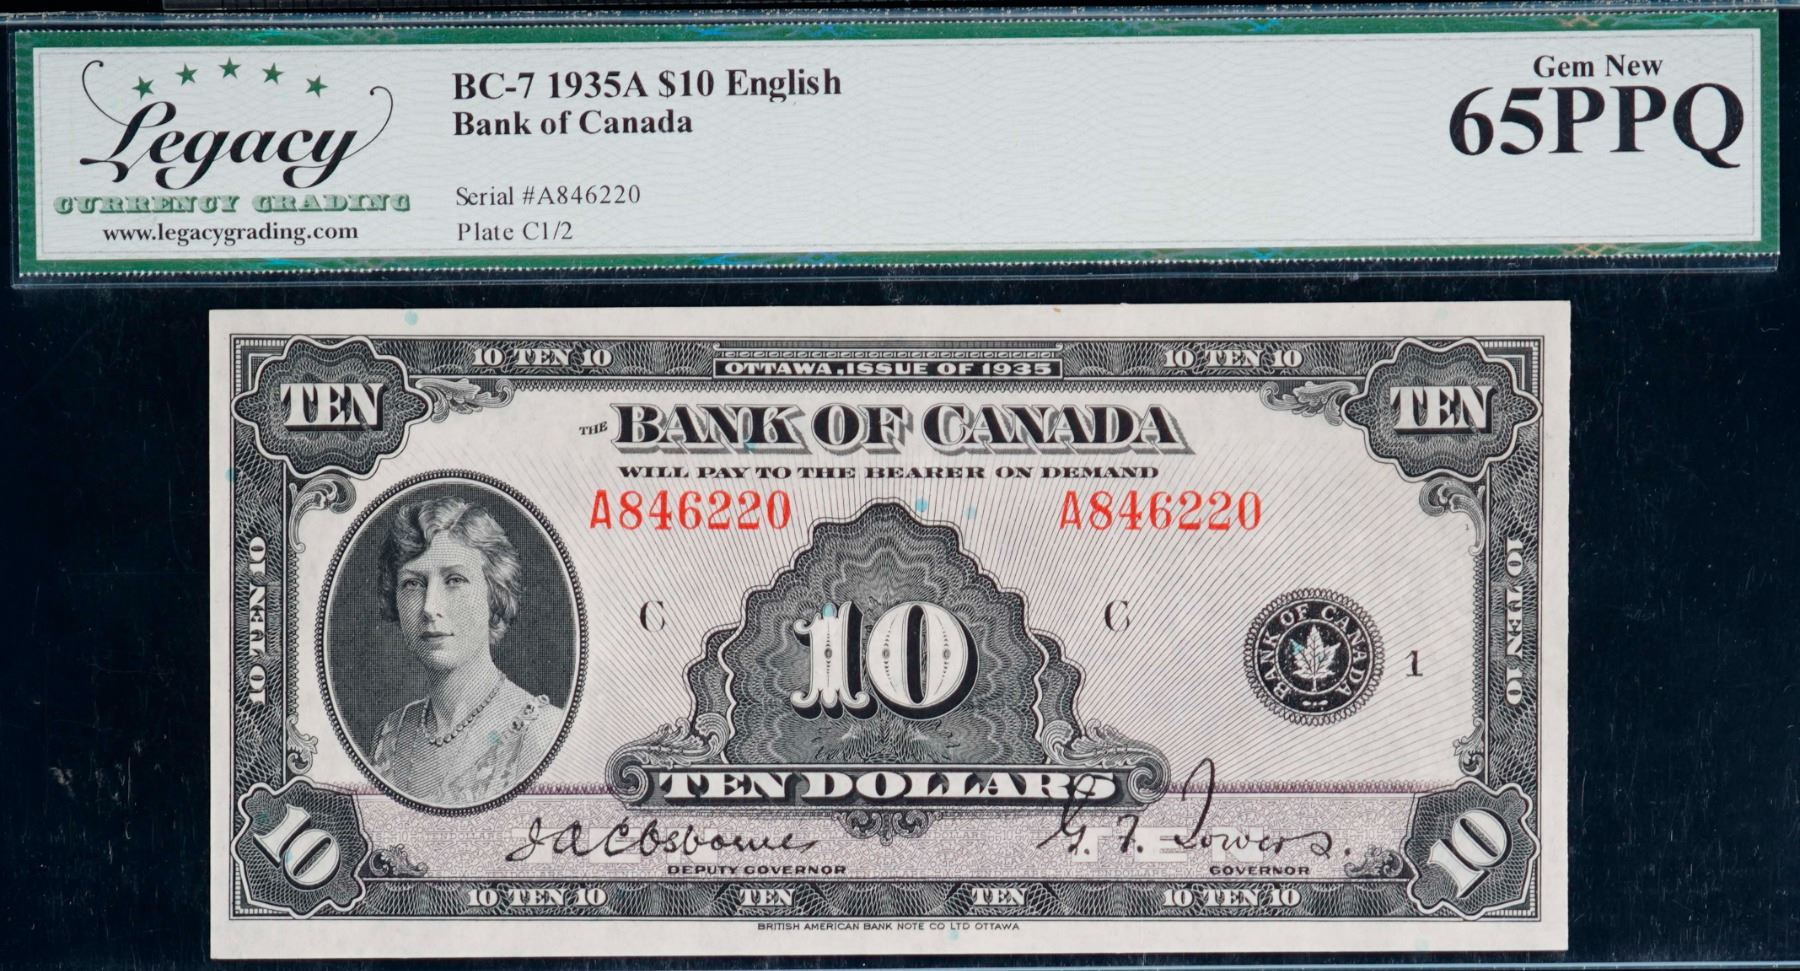 Legacy
CURRENCY GRADING
www.legacygrading.com
BC-7 1935A $10 English
Bank of Canada
Serial #A846220
Plate C1/2
Gem New
65PPQ
10 TEN 10
OTTAWA, ISSUE OF 1935
10 TEN 10
TEN
TEN
THE BANK OF CANADA
WILL PAY TO THE BEARER ON DEMAND
A846220 A846220
10 TEN 10
10 TEN 10
C 10 C
BANK OF CANADA
1
TEN DOLLARS
10
10
J A C Osborne
G. F. Towers.
DEPUTY GOVERNOR
GOVERNOR
TEN
10 TEN 10 TEN TEN 10 TEN 10
BRITISH AMERICAN BANK NOTE CO LTD OTTAWA